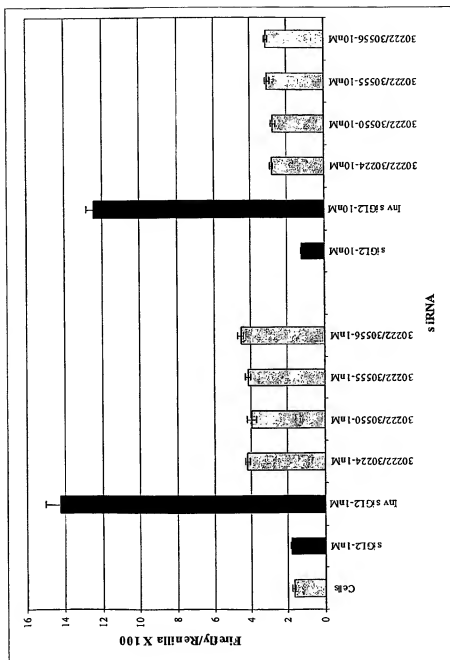 16
14
12
10
8
6
4
2
0
Firefly/Renilla X 100
Cells
siGL2-1nM
Inv siGL2-1nM
30222/30224-1nM
30222/30550-1nM
30222/30555-1nM
30222/30556-1nM
siGL2-10nM
Inv siGL2-10nM
30222/30224-10nM
30222/30550-10nM
30222/30555-10nM
30222/30556-10nM
siRNA